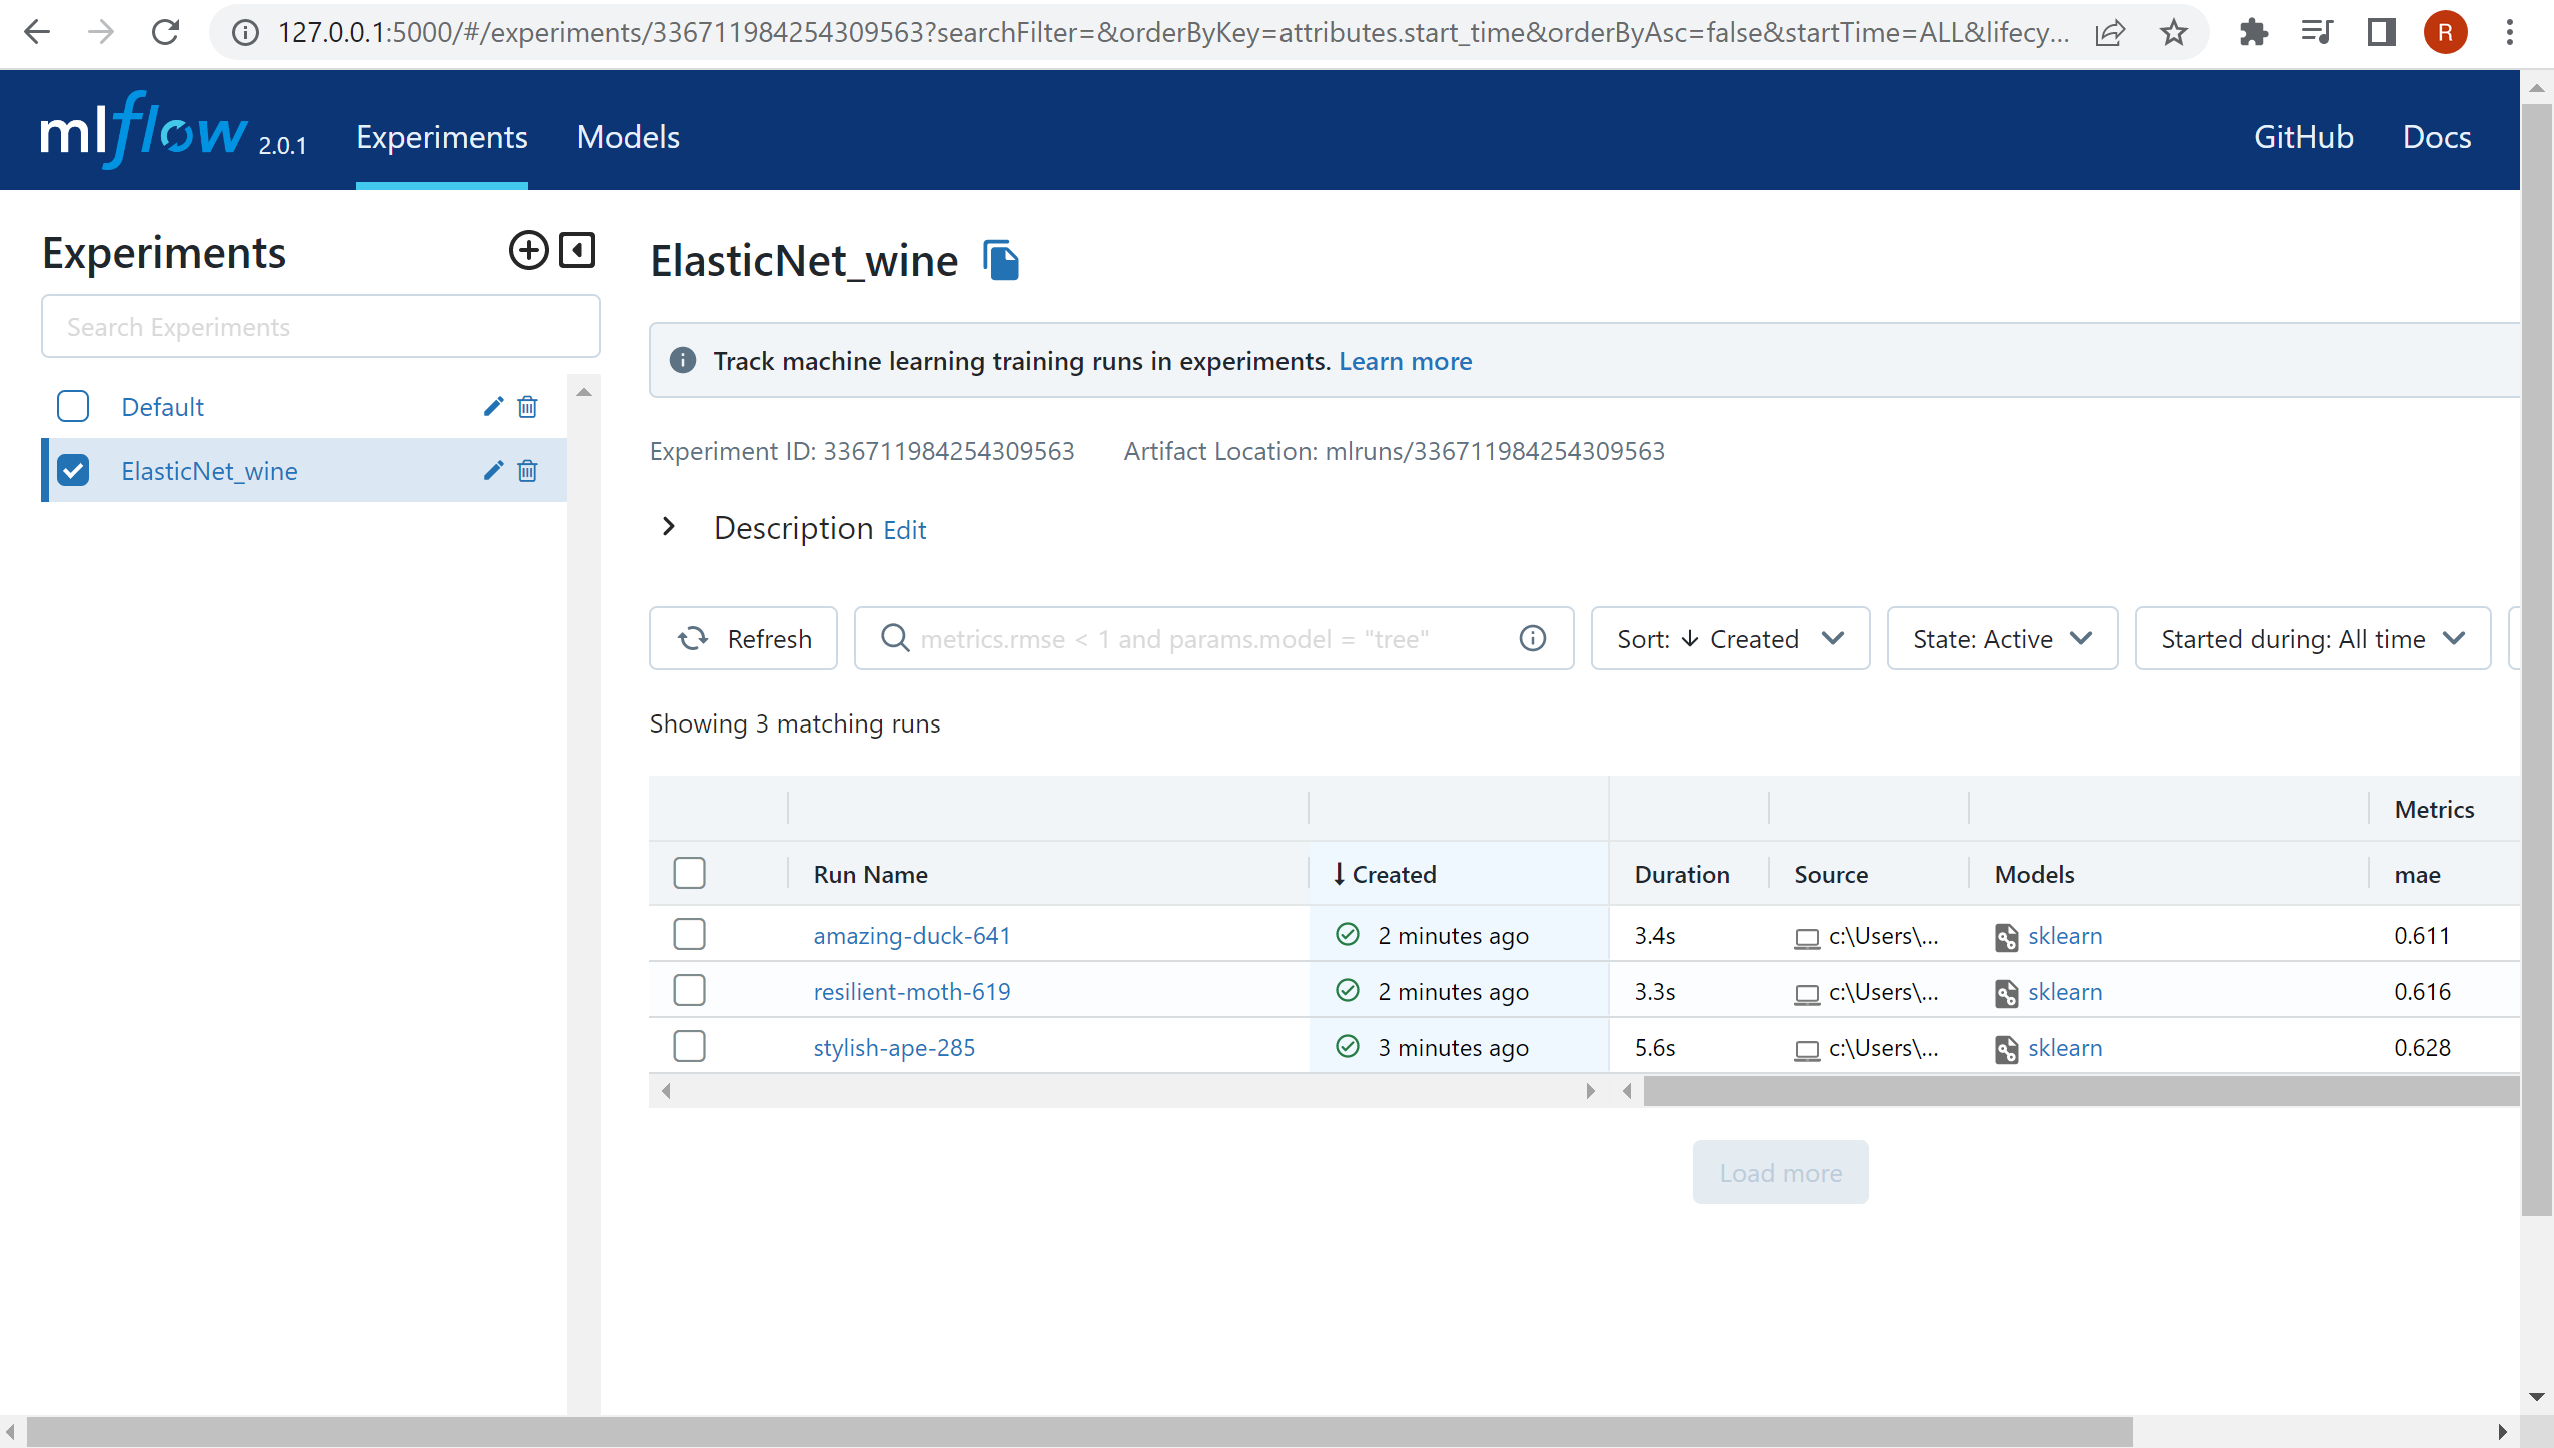 127.0.0.1:5000/#/experiments/336711984254309563?searchFilter=&orderByKey=attributes.start_time&orderByAsc=false&startTime=ALL&lifecy...
R
mlflow 2.0.1 Experiments Models GitHub Docs
Experiments
Search Experiments
Default
ElasticNet_wine
ElasticNet_wine
Track machine learning training runs in experiments. Learn more
Experiment ID: 336711984254309563 Artifact Location: mlruns/336711984254309563
Description Edit
Refresh metrics.rmse < 1 and params.model = "tree" Sort: ↓ Created State: Active Started during: All time
Showing 3 matching runs
Metrics
Run Name ↓ Created Duration Source Models mae
amazing-duck-641 2 minutes ago 3.4s c:\Users\... sklearn 0.611
resilient-moth-619 2 minutes ago 3.3s c:\Users\... sklearn 0.616
stylish-ape-285 3 minutes ago 5.6s c:\Users\... sklearn 0.628
Load more